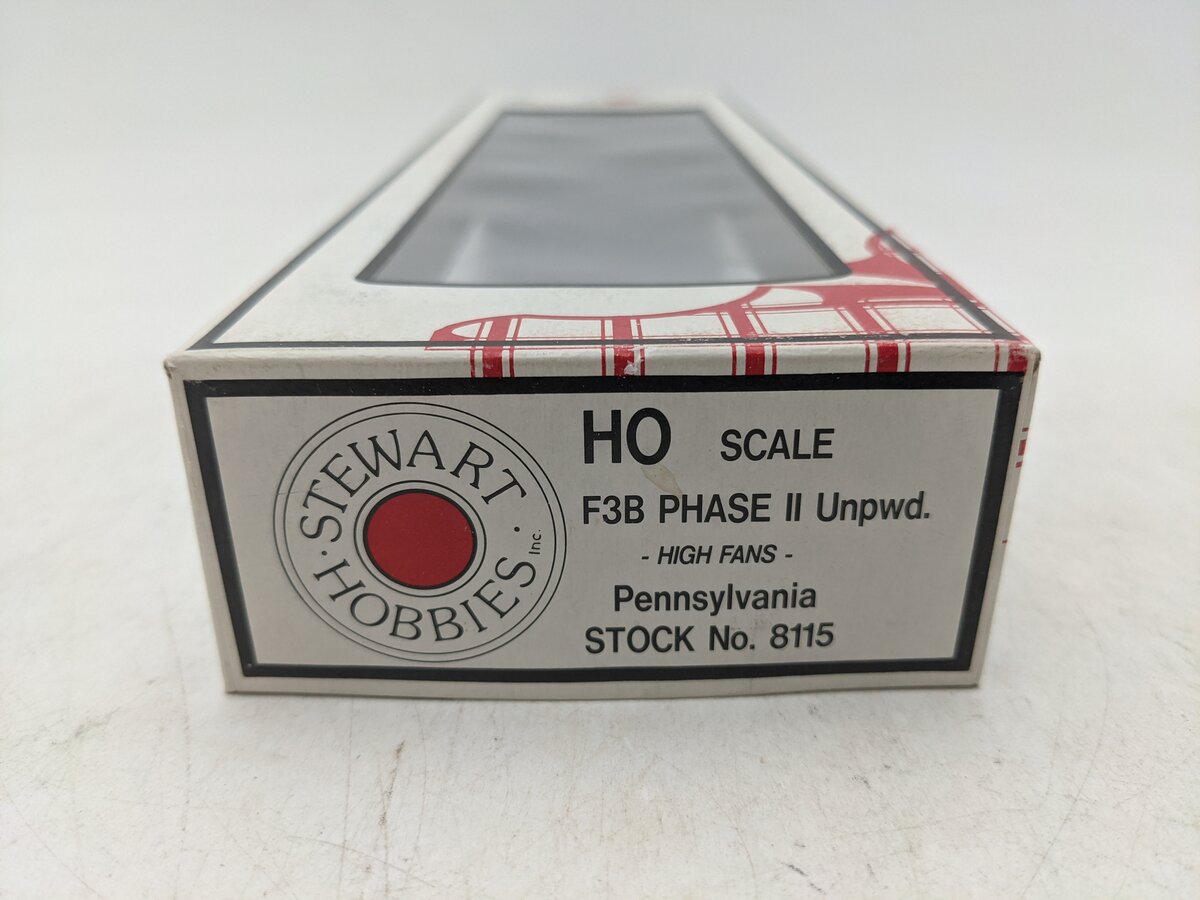 · STEWART ·
HOBBIES
Inc.
HO SCALE
F3B PHASE II Unpwd.
- HIGH FANS -
Pennsylvania
STOCK No. 8115